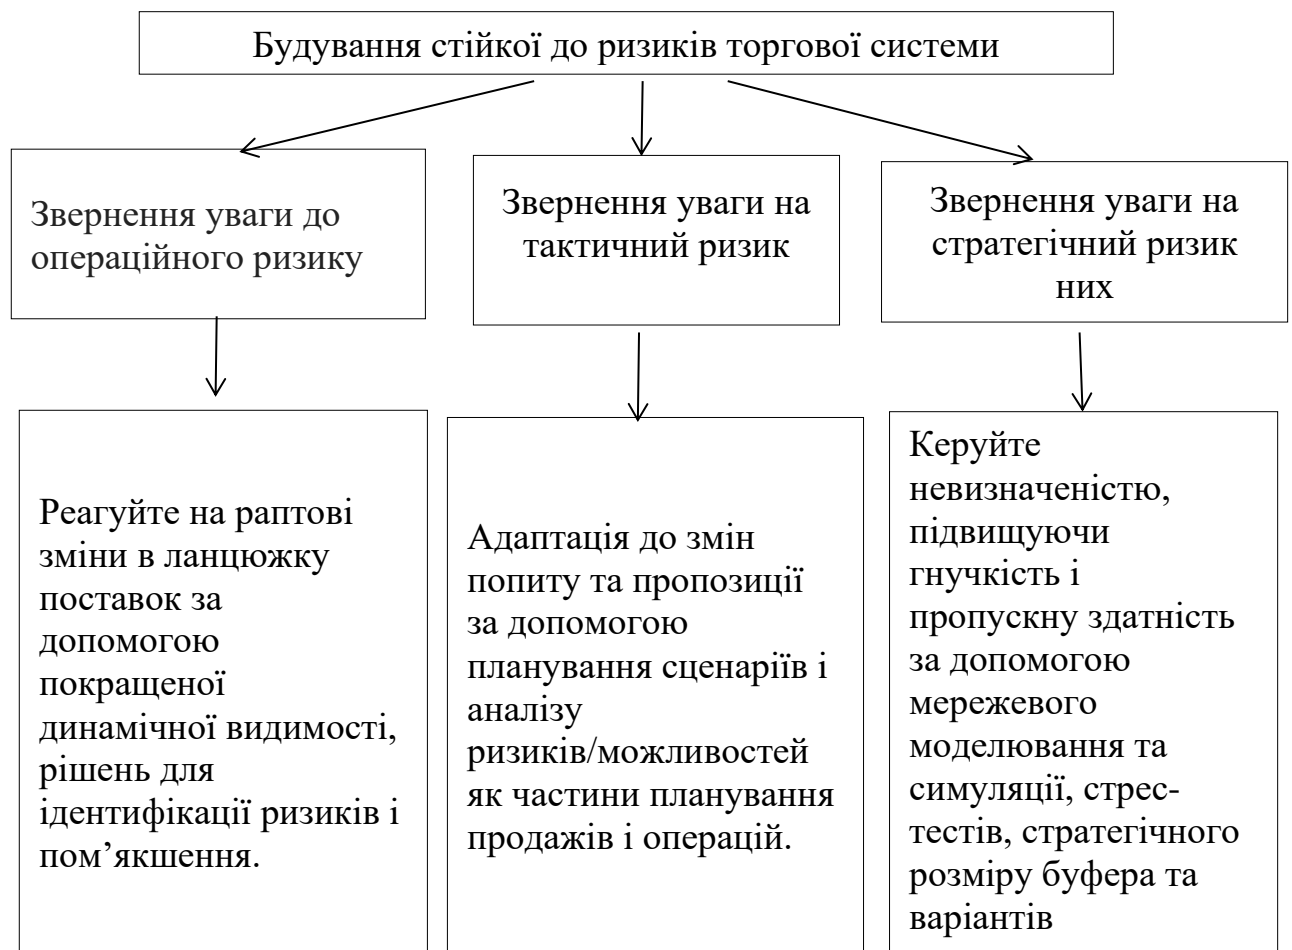 Будування стійкої до ризиків торгової системи
Звернення уваги до
операційного ризику
Звернення уваги на
тактичний ризик
Звернення уваги на
стратегічний ризик
них
Реагуйте на раптові
зміни в ланцюжку
поставок за
допомогою
покращеної
динамічної видимості,
рішень для
ідентифікації ризиків і
пом’якшення.
Адаптація до змін
попиту та пропозиції
за допомогою
планування сценаріїв і
аналізу
ризиків/можливостей
як частини планування
продажів і операцій.
Керуйте
невизначеністю,
підвищуючи
гнучкість і
пропускну здатність
за допомогою
мережевого
моделювання та
симуляції, стрес-
тестів, стратегічного
розміру буфера та
варіантів